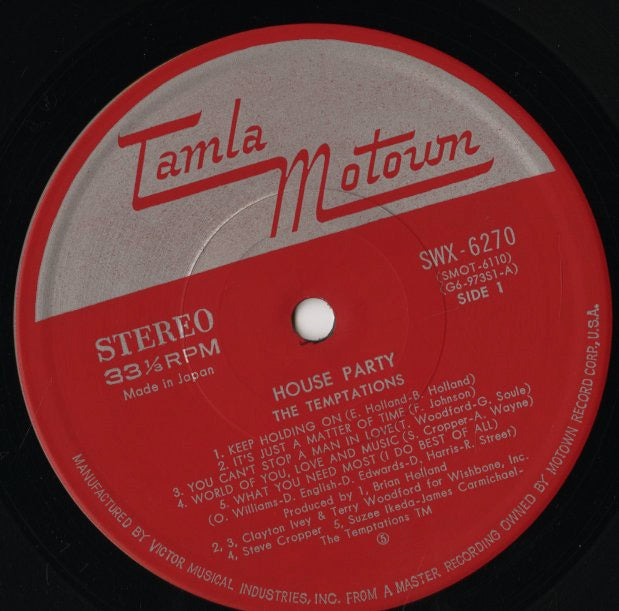 Tamla
Motown
SWX-6270
(SMOT-6110)
(G6-973S1-A)
SIDE 1
STEREO
33 1/3 RPM
Made in Japan
HOUSE PARTY
THE TEMPTATIONS
1. KEEP HOLDING ON (E. Holland-B. Holland)
2. IT'S JUST A MATTER OF TIME (F. Johnson)
3. YOU CAN'T STOP A MAN IN LOVE(T. Woodford-G. Soule)
4. WORLD OF YOU, LOVE AND MUSIC (S. Cropper-A. Wayne)
5. WHAT YOU NEED MOST (I DO BEST OF ALL)
(O. Williams-D. English-D. Edwards-D. Harris-R. Street)
Produced by 1, Brian Holland
2, 3, Clayton Ivey & Terry Woodford for Wishbone, Inc.
4, Steve Cropper 5, Suzee Ikeda-James Carmichael-
The Temptations TM
Ⓢ
MANUFACTURED BY VICTOR MUSICAL INDUSTRIES, INC. FROM A MASTER RECORDING OWNED BY MOTOWN RECORD CORP., U.S.A.